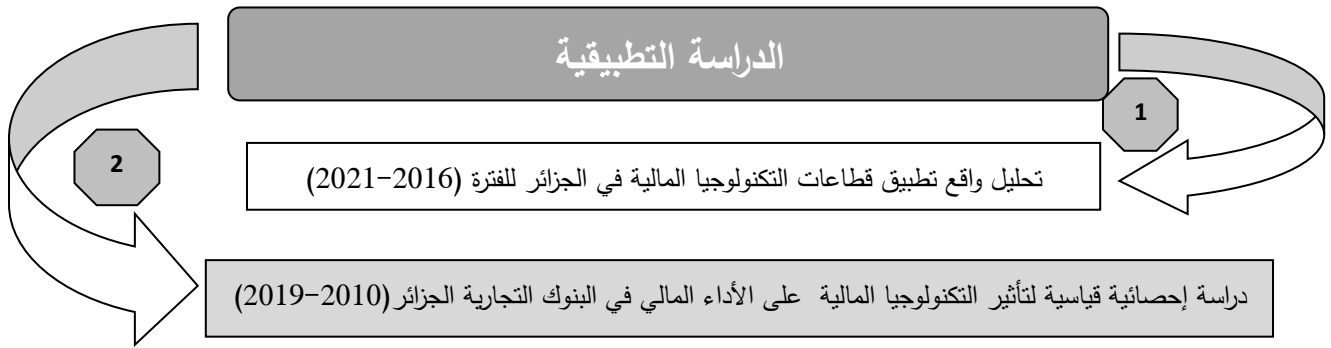 الدراسة التطبيقية
1
تحليل واقع تطبيق قطاعات التكنولوجيا المالية في الجزائر للفترة (2016-2021)
2
دراسة إحصائية قياسية لتأثير التكنولوجيا المالية على الأداء المالي في البنوك التجارية الجزائر(2010-2019)